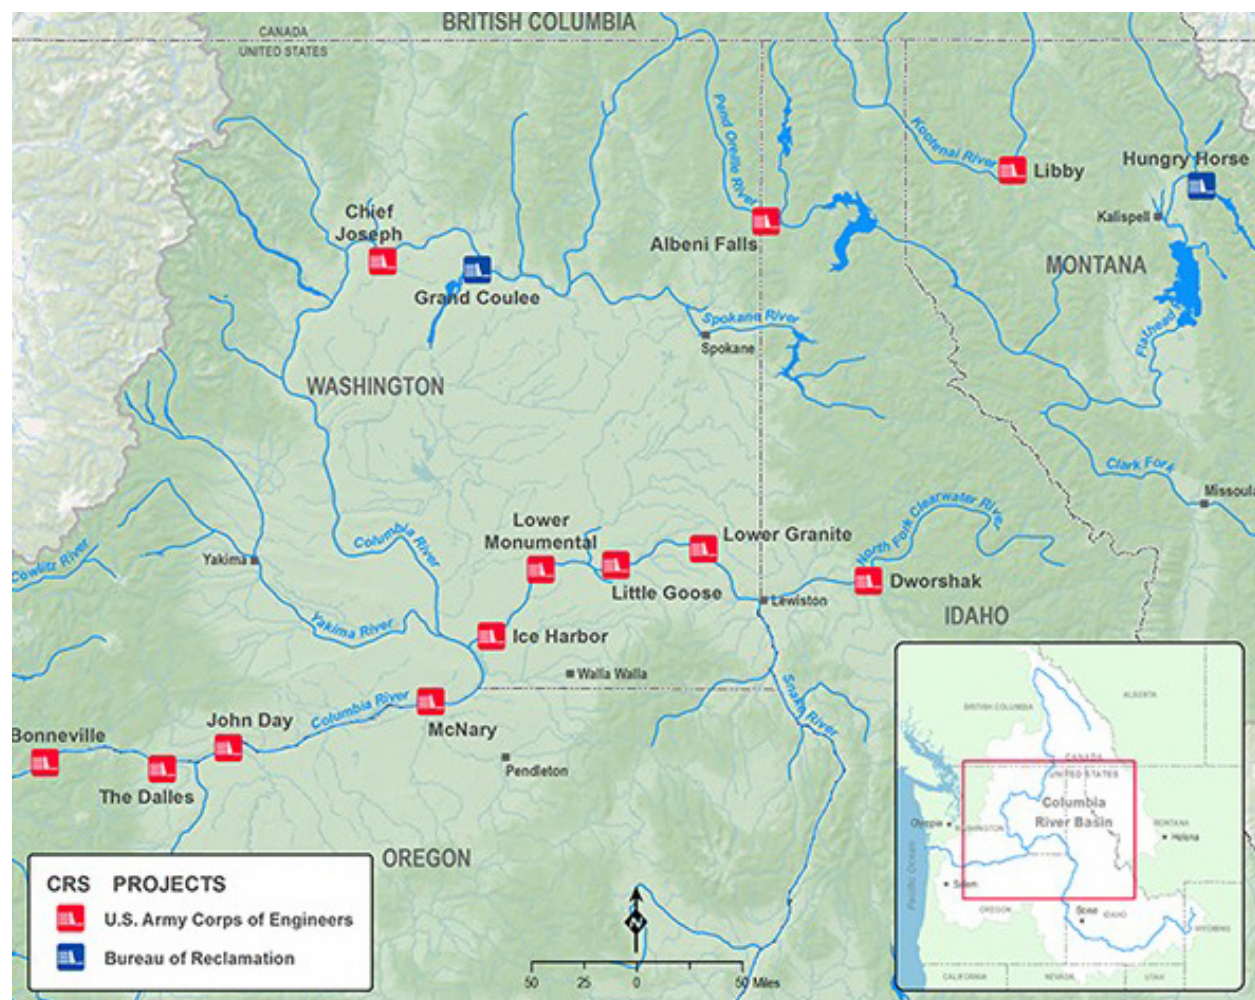 BRITISH COLUMBIA
CANADA
UNITED STATES
Pend Oreille River
Kootenai River
Libby
Hungry Horse
Kalispell
Chief
Joseph
Albeni Falls
MONTANA
Grand Coulee
Spokane River
Spokane
Flathead
WASHINGTON
Clark Fork
Missoula
Columbia River
Lower
Monumental
Lower Granite
North Fork Clearwater River
Cowlitz River
Yakima
Little Goose
Lewiston
Dworshak
IDAHO
Yakima River
Ice Harbor
Walla Walla
Snake River
Columbia River
McNary
John Day
Bonneville
The Dalles
Pendleton
OREGON
CRS PROJECTS
U.S. Army Corps of Engineers
Bureau of Reclamation
N
50 25 0 50 Miles
ALBERTA
BRITISH COLUMBIA
CANADA
UNITED STATES
Columbia
River Basin
Olympia
WASHINGTON
MONTANA
Helena
Pacific Ocean
Salem
OREGON
Boise
IDAHO
WYOMING
CALIFORNIA
NEVADA
UTAH